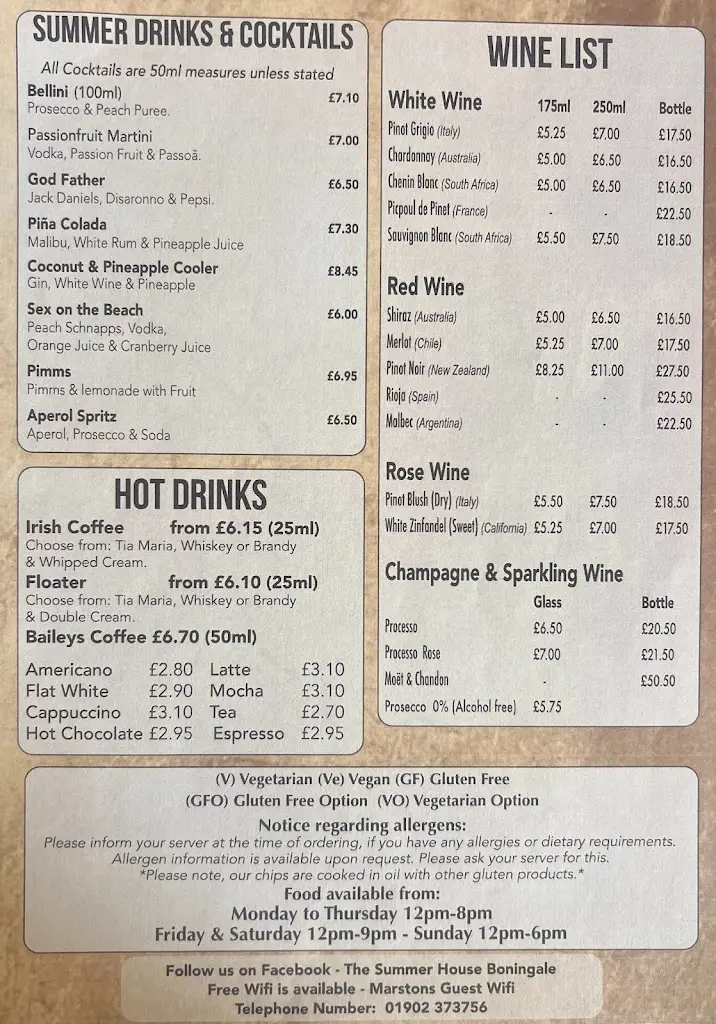 SUMMER DRINKS & COCKTAILS
All Cocktails are 50ml measures unless stated
Bellini (100ml) £7.10
Prosecco & Peach Puree.
Passionfruit Martini £7.00
Vodka, Passion Fruit & Passoã.
God Father £6.50
Jack Daniels, Disaronno & Pepsi.
Piña Colada £7.30
Malibu, White Rum & Pineapple Juice
Coconut & Pineapple Cooler £8.45
Gin, White Wine & Pineapple
Sex on the Beach £6.00
Peach Schnapps, Vodka,
Orange Juice & Cranberry Juice
Pimms £6.95
Pimms & lemonade with Fruit
Aperol Spritz £6.50
Aperol, Prosecco & Soda
HOT DRINKS
Irish Coffee from £6.15 (25ml)
Choose from: Tia Maria, Whiskey or Brandy
& Whipped Cream.
Floater from £6.10 (25ml)
Choose from: Tia Maria, Whiskey or Brandy
& Double Cream.
Baileys Coffee £6.70 (50ml)
Americano £2.80 Latte £3.10
Flat White £2.90 Mocha £3.10
Cappuccino £3.10 Tea £2.70
Hot Chocolate £2.95 Espresso £2.95
WINE LIST
White Wine 175ml 250ml Bottle
Pinot Grigio (Italy) £5.25 £7.00 £17.50
Chardonnay (Australia) £5.00 £6.50 £16.50
Chenin Blanc (South Africa) £5.00 £6.50 £16.50
Picpoul de Pinet (France) - - £22.50
Sauvignon Blanc (South Africa) £5.50 £7.50 £18.50
Red Wine
Shiraz (Australia) £5.00 £6.50 £16.50
Merlot (Chile) £5.25 £7.00 £17.50
Pinot Noir (New Zealand) £8.25 £11.00 £27.50
Rioja (Spain) - - £25.50
Malbec (Argentina) - - £22.50
Rose Wine
Pinot Blush (Dry) (Italy) £5.50 £7.50 £18.50
White Zinfandel (Sweet) (California) £5.25 £7.00 £17.50
Champagne & Sparkling Wine
Glass Bottle
Processo £6.50 £20.50
Processo Rose £7.00 £21.50
Moët & Chandon - £50.50
Prosecco 0% (Alcohol free) £5.75
(V) Vegetarian (Ve) Vegan (GF) Gluten Free
(GFO) Gluten Free Option (VO) Vegetarian Option
Notice regarding allergens:
Please inform your server at the time of ordering, if you have any allergies or dietary requirements.
Allergen information is available upon request. Please ask your server for this.
*Please note, our chips are cooked in oil with other gluten products.*
Food available from:
Monday to Thursday 12pm-8pm
Friday & Saturday 12pm-9pm - Sunday 12pm-6pm
Follow us on Facebook - The Summer House Boningale
Free Wifi is available - Marstons Guest Wifi
Telephone Number: 01902 373756